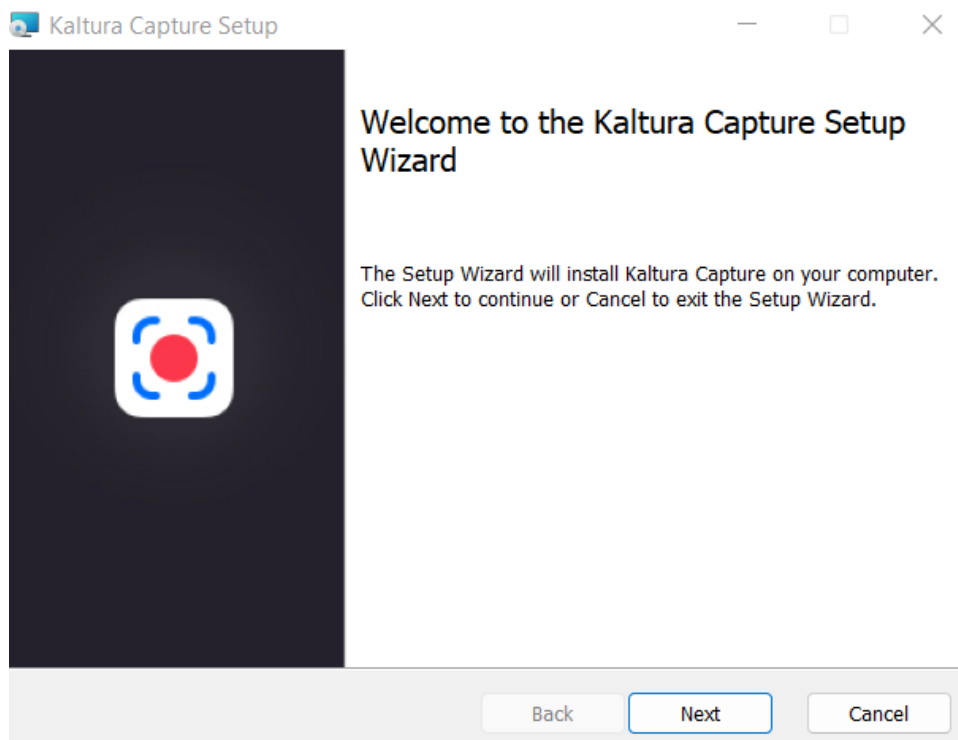 Kaltura Capture Setup
Welcome to the Kaltura Capture Setup
Wizard
The Setup Wizard will install Kaltura Capture on your computer.
Click Next to continue or Cancel to exit the Setup Wizard.
Back Next Cancel